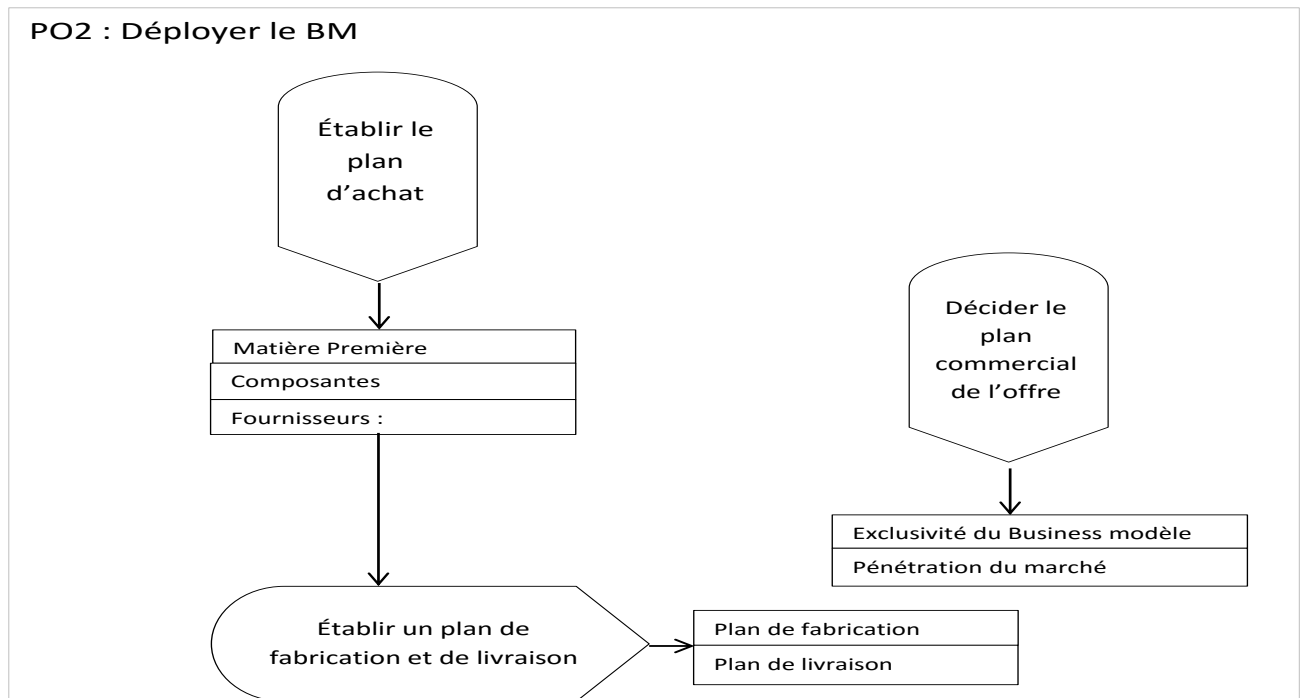 PO2 : Déployer le BM
Établir le
plan
d’achat
Matière Première
Composantes
Fournisseurs :
Décider le
plan
commercial
de l’offre
Exclusivité du Business modèle
Pénétration du marché
Établir un plan de
fabrication et de livraison
Plan de fabrication
Plan de livraison